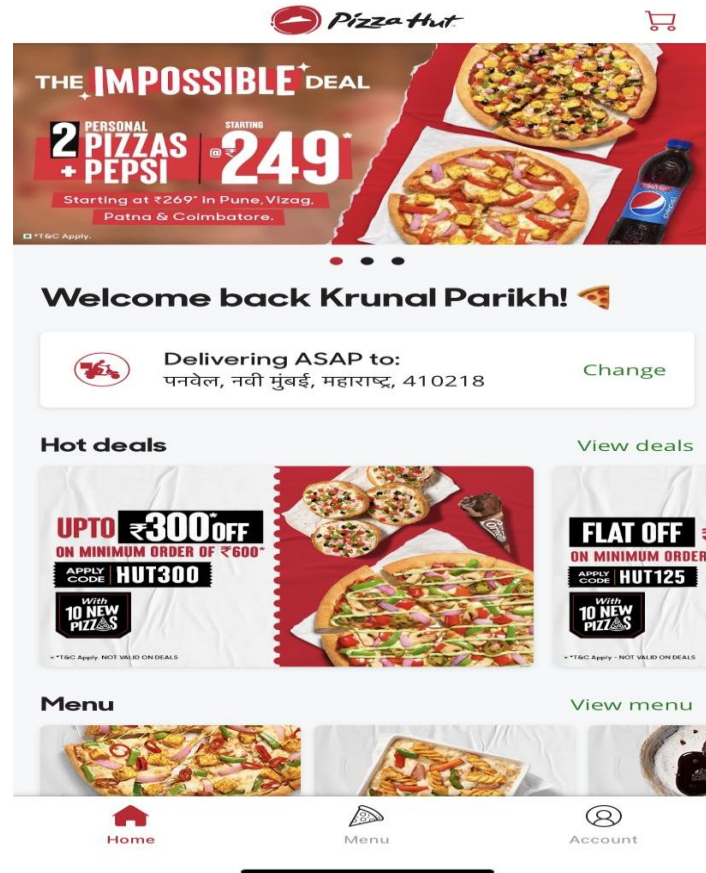 Pizza Hut
THE IMPOSSIBLE DEAL
2 PERSONAL PIZZAS + PEPSI
STARTING @ ₹249*
Starting at ₹269* in Pune, Vizag,
Patna & Coimbatore.
*T&C Apply.
Welcome back Krunal Parikh!
Delivering ASAP to:
पनवेल, नवी मुंबई, महाराष्ट्र, 410218
Change
Hot deals
View deals
UPTO ₹300* OFF
ON MINIMUM ORDER OF ₹600*
APPLY CODE HUT300
With
10 NEW
PIZZAS
*T&C Apply. NOT VALID ON DEALS
FLAT OFF
ON MINIMUM ORDER
APPLY CODE HUT125
With
10 NEW
PIZZAS
*T&C Apply - NOT VALID ON DEALS
Menu
View menu
Home
Menu
Account